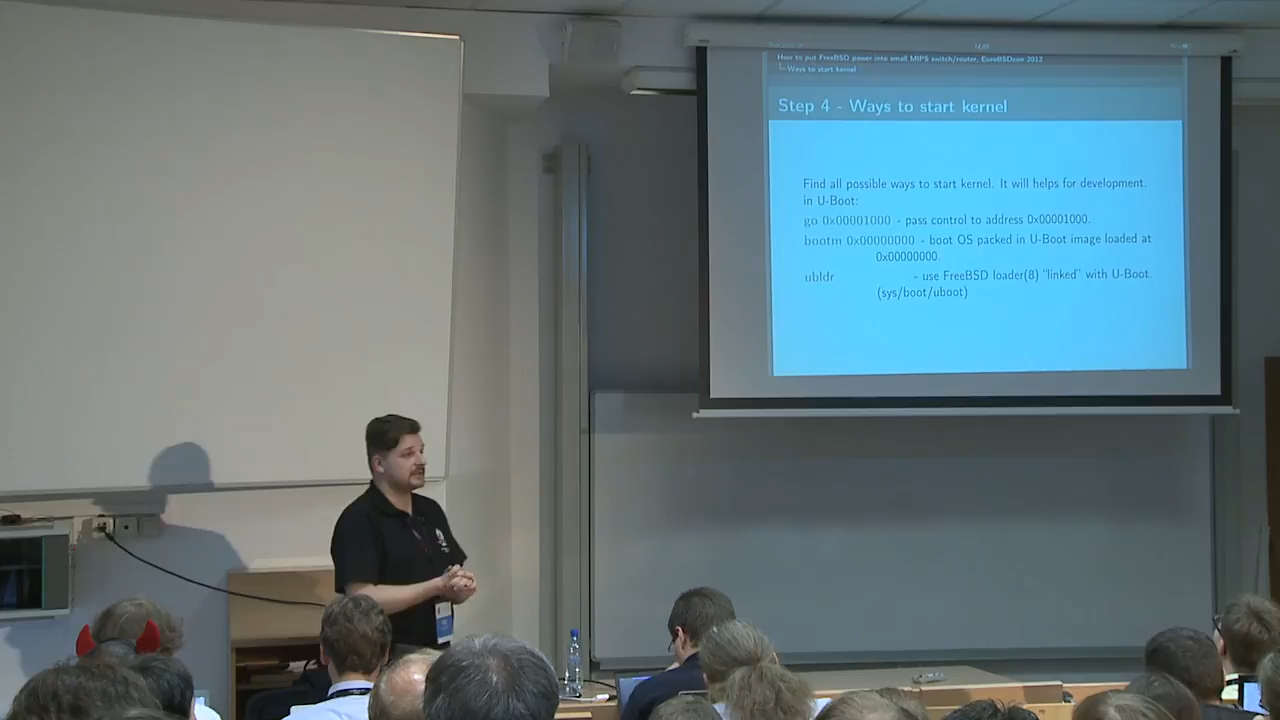 How to put FreeBSD power into small MIPS switch/router, EuroBSDcon 2012
Ways to start kernel
Step 4 - Ways to start kernel
Find all possible ways to start kernel. It will helps for development.
in U-Boot:
go 0x00001000 - pass control to address 0x00001000.
bootm 0x00000000 - boot OS packed in U-Boot image loaded at
0x00000000.
ubldr - use FreeBSD loader(8) "linked" with U-Boot.
(sys/boot/uboot)